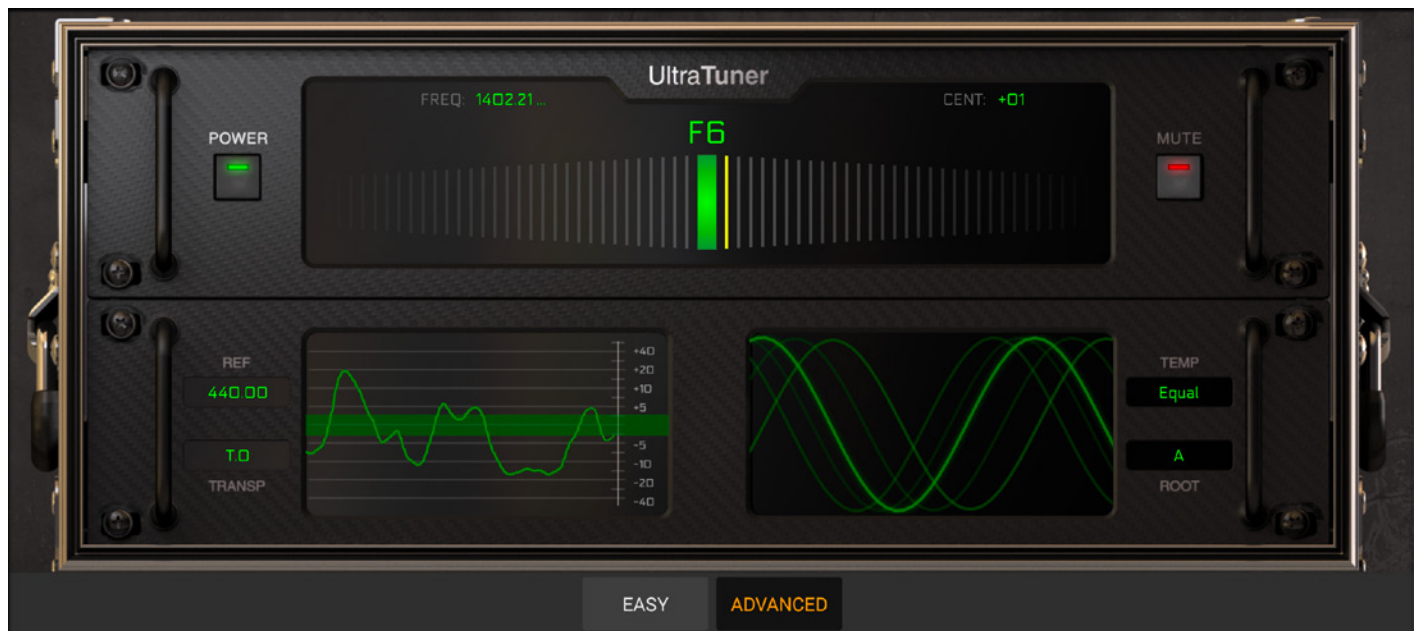 UltraTuner
FREQ: 1402.21...
CENT: +01
F6
POWER
MUTE
REF
440.00
T.0
TRANSP
+40
+20
+10
+5
-5
-10
-20
-40
TEMP
Equal
A
ROOT
EASY
ADVANCED